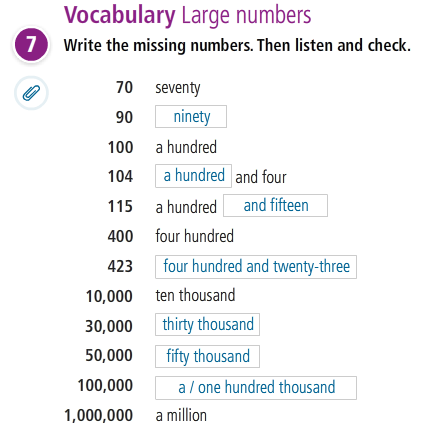 Vocabulary Large numbers
7 Write the missing numbers. Then listen and check.
70 seventy
90 ninety
100 a hundred
104 a hundred and four
115 a hundred and fifteen
400 four hundred
423 four hundred and twenty-three
10,000 ten thousand
30,000 thirty thousand
50,000 fifty thousand
100,000 a / one hundred thousand
1,000,000 a million